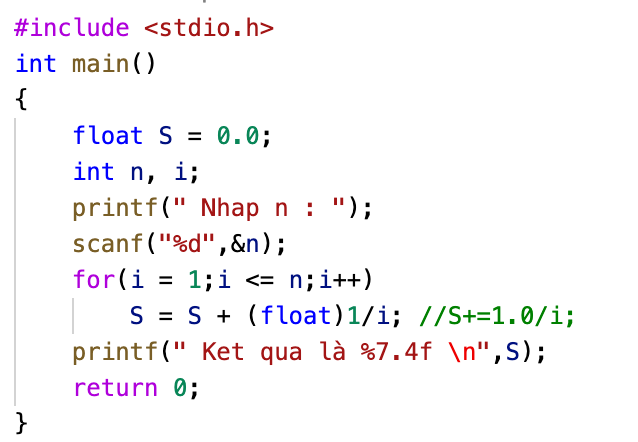 #include <stdio.h>
int main()
{
    float S = 0.0;
    int n, i;
    printf(" Nhap n : ");
    scanf("%d",&n);
    for(i = 1;i <= n;i++)
        S = S + (float)1/i; //S+=1.0/i;
    printf(" Ket qua là %7.4f \n",S);
    return 0;
}